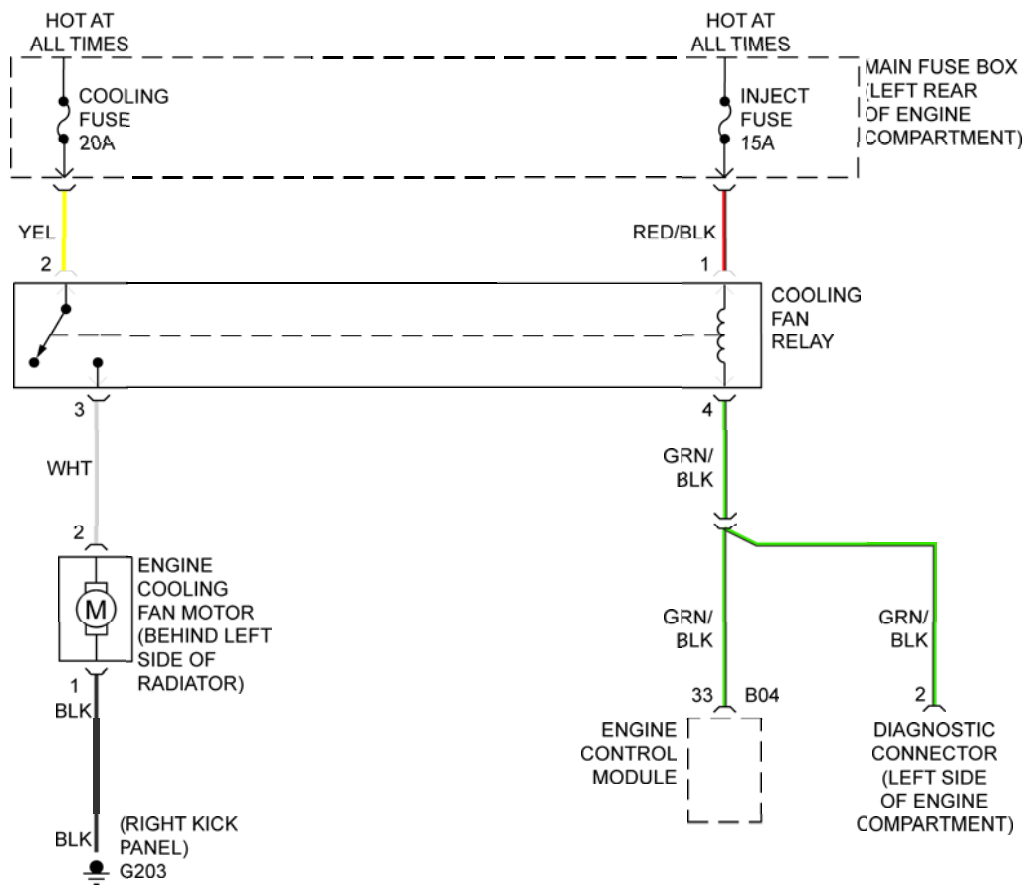 HOT AT
ALL TIMES
HOT AT
ALL TIMES
COOLING
FUSE
20A
INJECT
FUSE
15A
MAIN FUSE BOX
(LEFT REAR
OF ENGINE
COMPARTMENT)
YEL
2
RED/BLK
1
COOLING
FAN
RELAY
3
4
WHT
GRN/
BLK
2
ENGINE
COOLING
FAN MOTOR
(BEHIND LEFT
SIDE OF
RADIATOR)
M
1
BLK
GRN/
BLK
GRN/
BLK
33 B04
2
ENGINE
CONTROL
MODULE
DIAGNOSTIC
CONNECTOR
(LEFT SIDE
OF ENGINE
COMPARTMENT)
BLK
(RIGHT KICK
PANEL)
G203